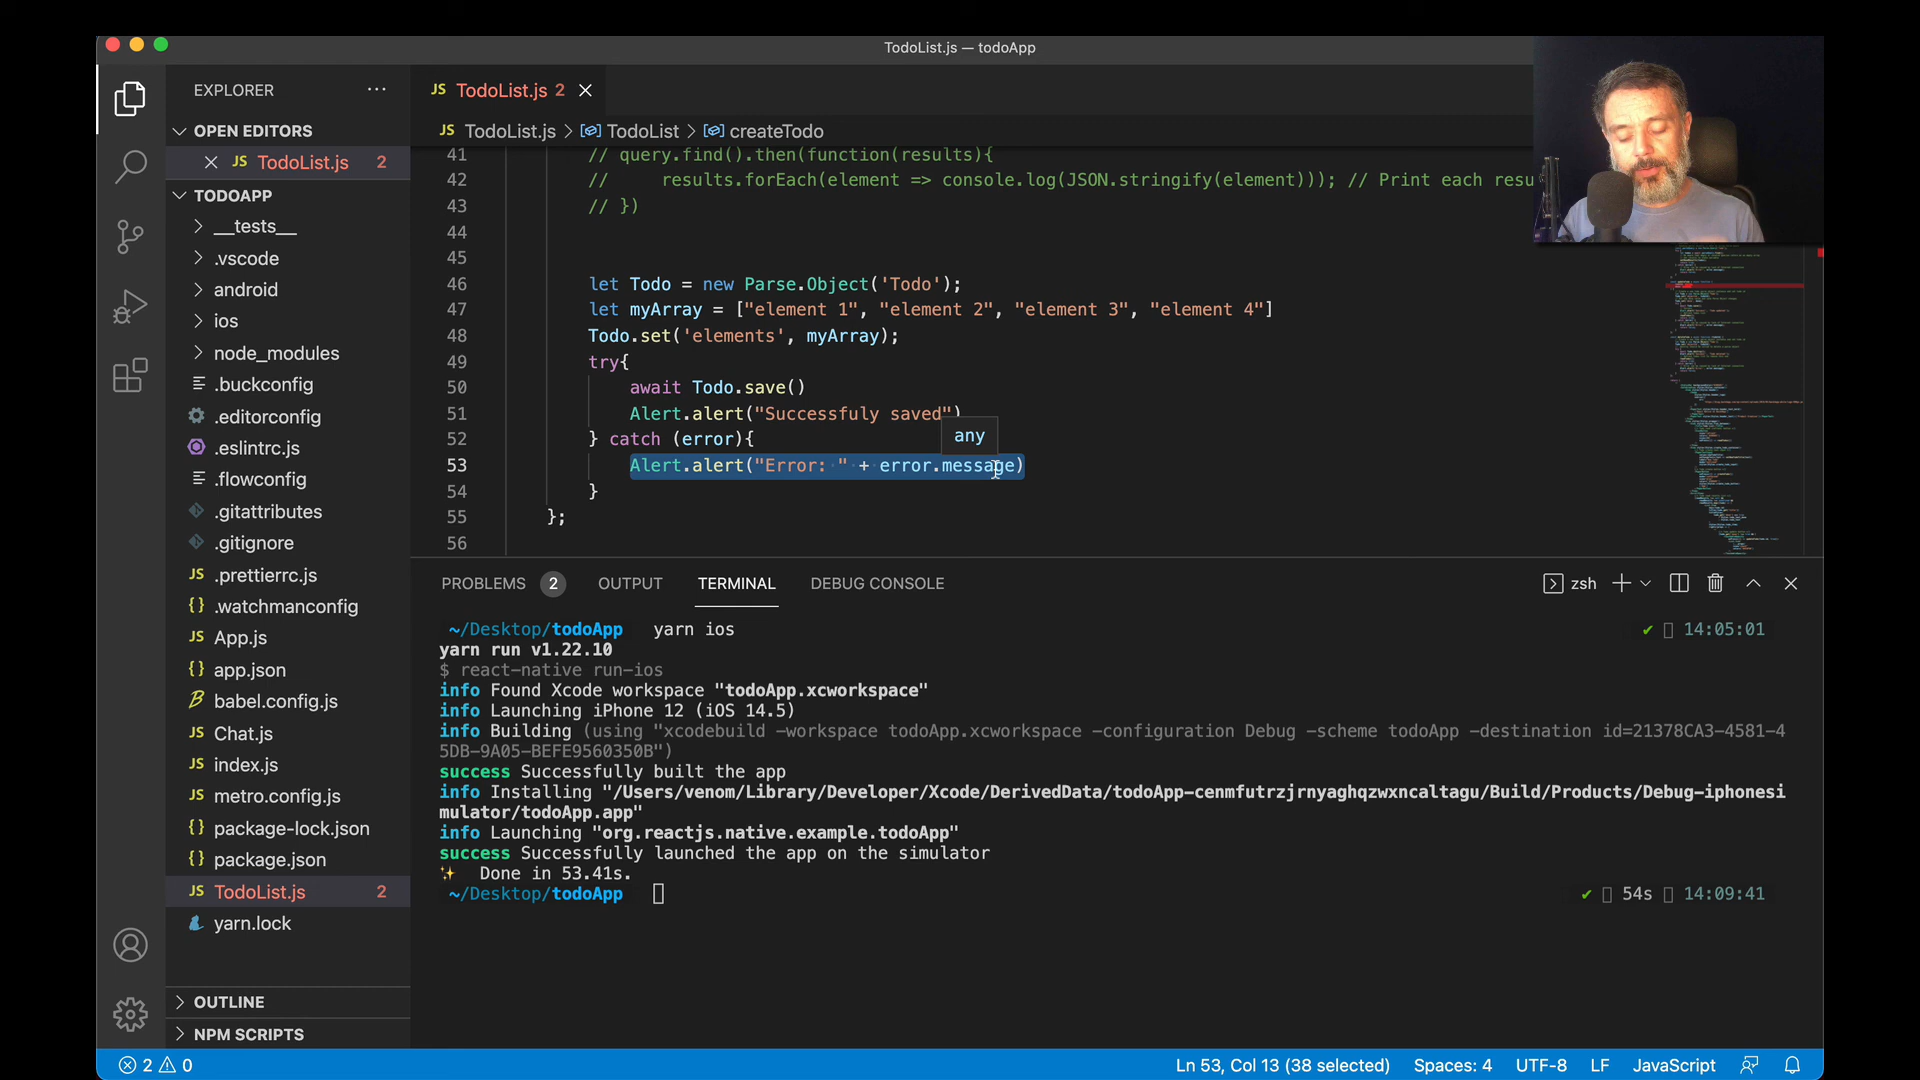 TodoList.js — todoApp
EXPLORER
OPEN EDITORS
TodoList.js 2
TODOAPP
__tests__
.vscode
android
ios
node_modules
.buckconfig
.editorconfig
.eslintrc.js
.flowconfig
.gitattributes
.gitignore
JS .prettierrc.js
{} .watchmanconfig
JS App.js
{} app.json
babel.config.js
JS Chat.js
JS index.js
JS metro.config.js
{} package-lock.json
{} package.json
JS TodoList.js 2
yarn.lock
OUTLINE
NPM SCRIPTS
JS TodoList.js 2
JS TodoList.js > TodoList > createTodo
41 // query.find().then(function(results){
42 //     results.forEach(element => console.log(JSON.stringify(element))); // Print each resu
43 // })
44
45
46 let Todo = new Parse.Object('Todo');
47 let myArray = ["element 1", "element 2", "element 3", "element 4"]
48 Todo.set('elements', myArray);
49 try{
50 await Todo.save()
51 Alert.alert("Successfuly saved")
52 } catch (error){
any
53 Alert.alert("Error: " + error.message)
54 }
55 };
56
PROBLEMS 2 OUTPUT TERMINAL DEBUG CONSOLE zsh
~/Desktop/todoApp yarn ios 14:05:01
yarn run v1.22.10
$ react-native run-ios
info Found Xcode workspace "todoApp.xcworkspace"
info Launching iPhone 12 (iOS 14.5)
info Building (using "xcodebuild -workspace todoApp.xcworkspace -configuration Debug -scheme todoApp -destination id=21378CA3-4581-4
5DB-9A05-BEFE9560350B")
success Successfully built the app
info Installing "/Users/venom/Library/Developer/Xcode/DerivedData/todoApp-cenmfutrzjrnyaghqzwxncaltagu/Build/Products/Debug-iphonesi
mulator/todoApp.app"
info Launching "org.reactjs.native.example.todoApp"
success Successfully launched the app on the simulator
✨ Done in 53.41s.
~/Desktop/todoApp 54s 14:09:41
2 0 Ln 53, Col 13 (38 selected) Spaces: 4 UTF-8 LF JavaScript